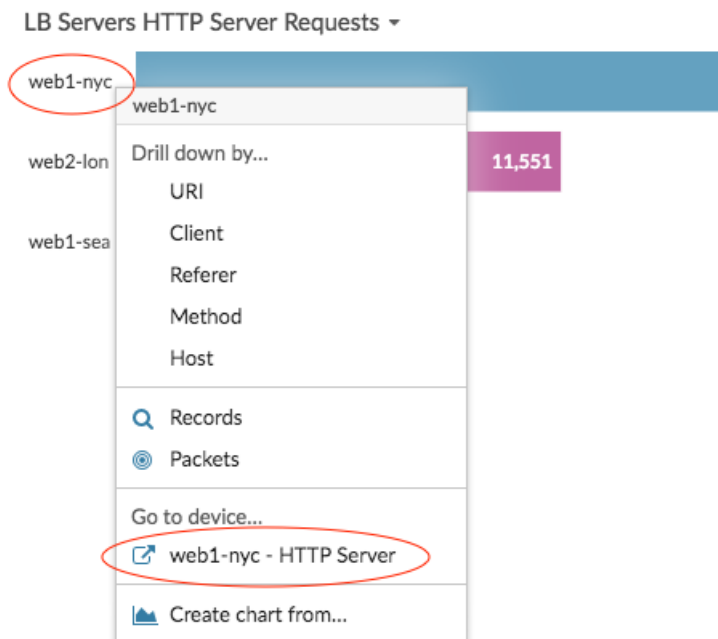 LB Servers HTTP Server Requests
web1-nyc
web1-nyc
Drill down by...
web2-lon
11,551
URI
Client
web1-sea
Referer
Method
Host
Records
Packets
Go to device...
web1-nyc - HTTP Server
Create chart from...